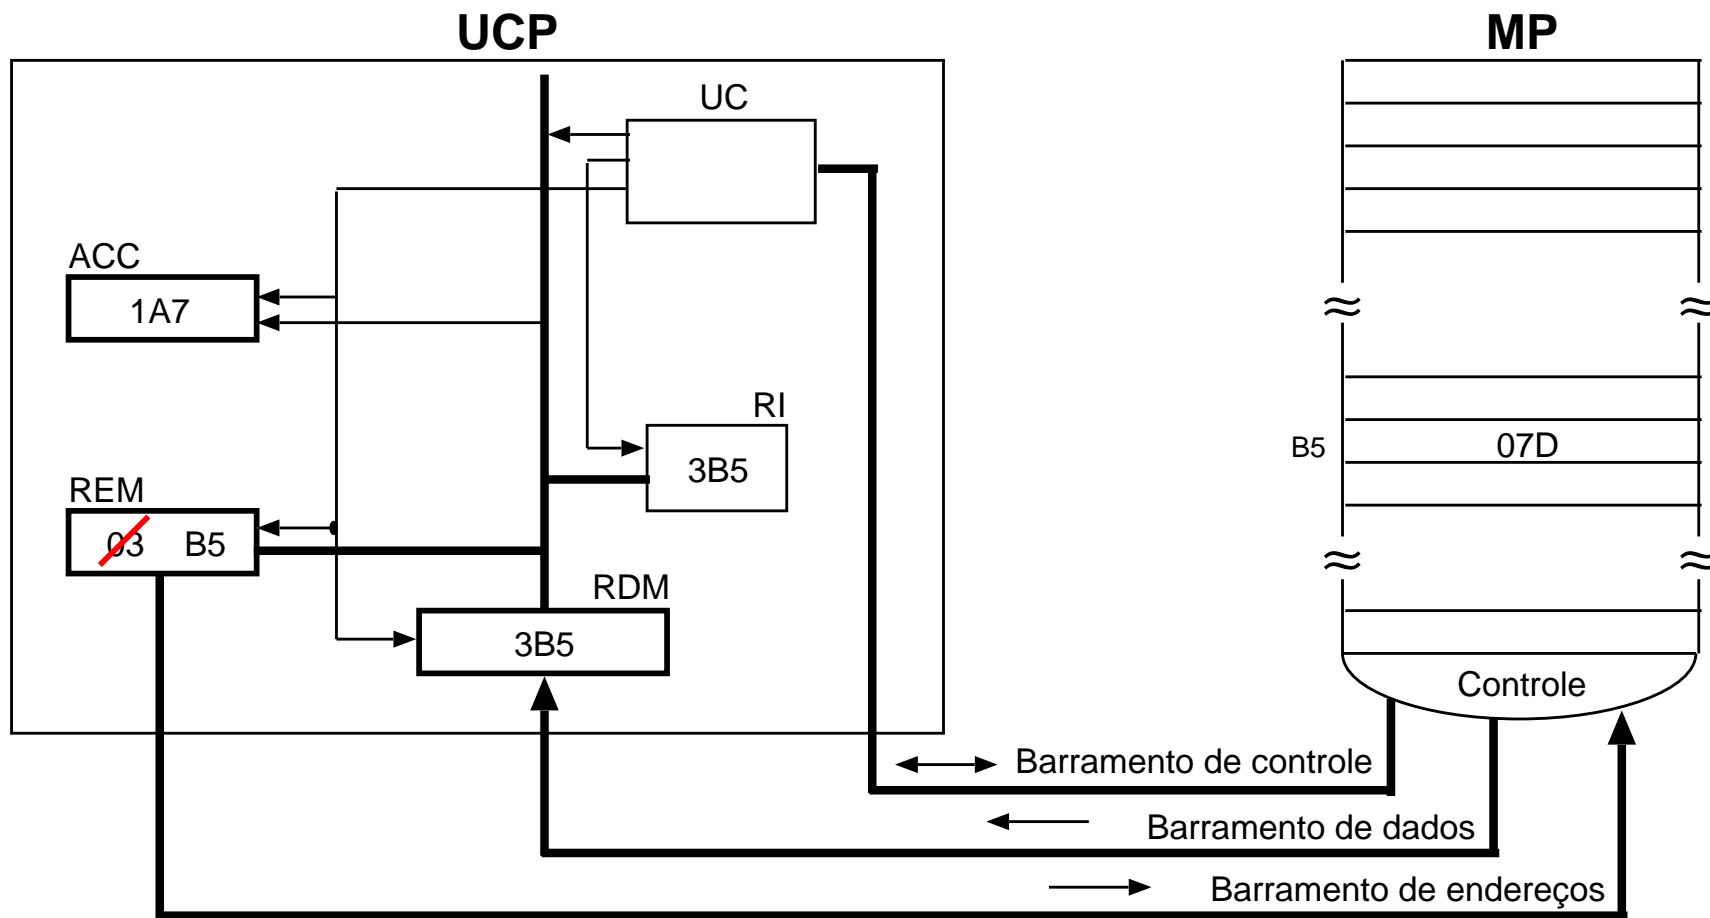 UCP
MP
UC
ACC
1A7
RI
3B5
B5
07D
REM
03 B5
RDM
3B5
Controle
Barramento de controle
Barramento de dados
Barramento de endereços